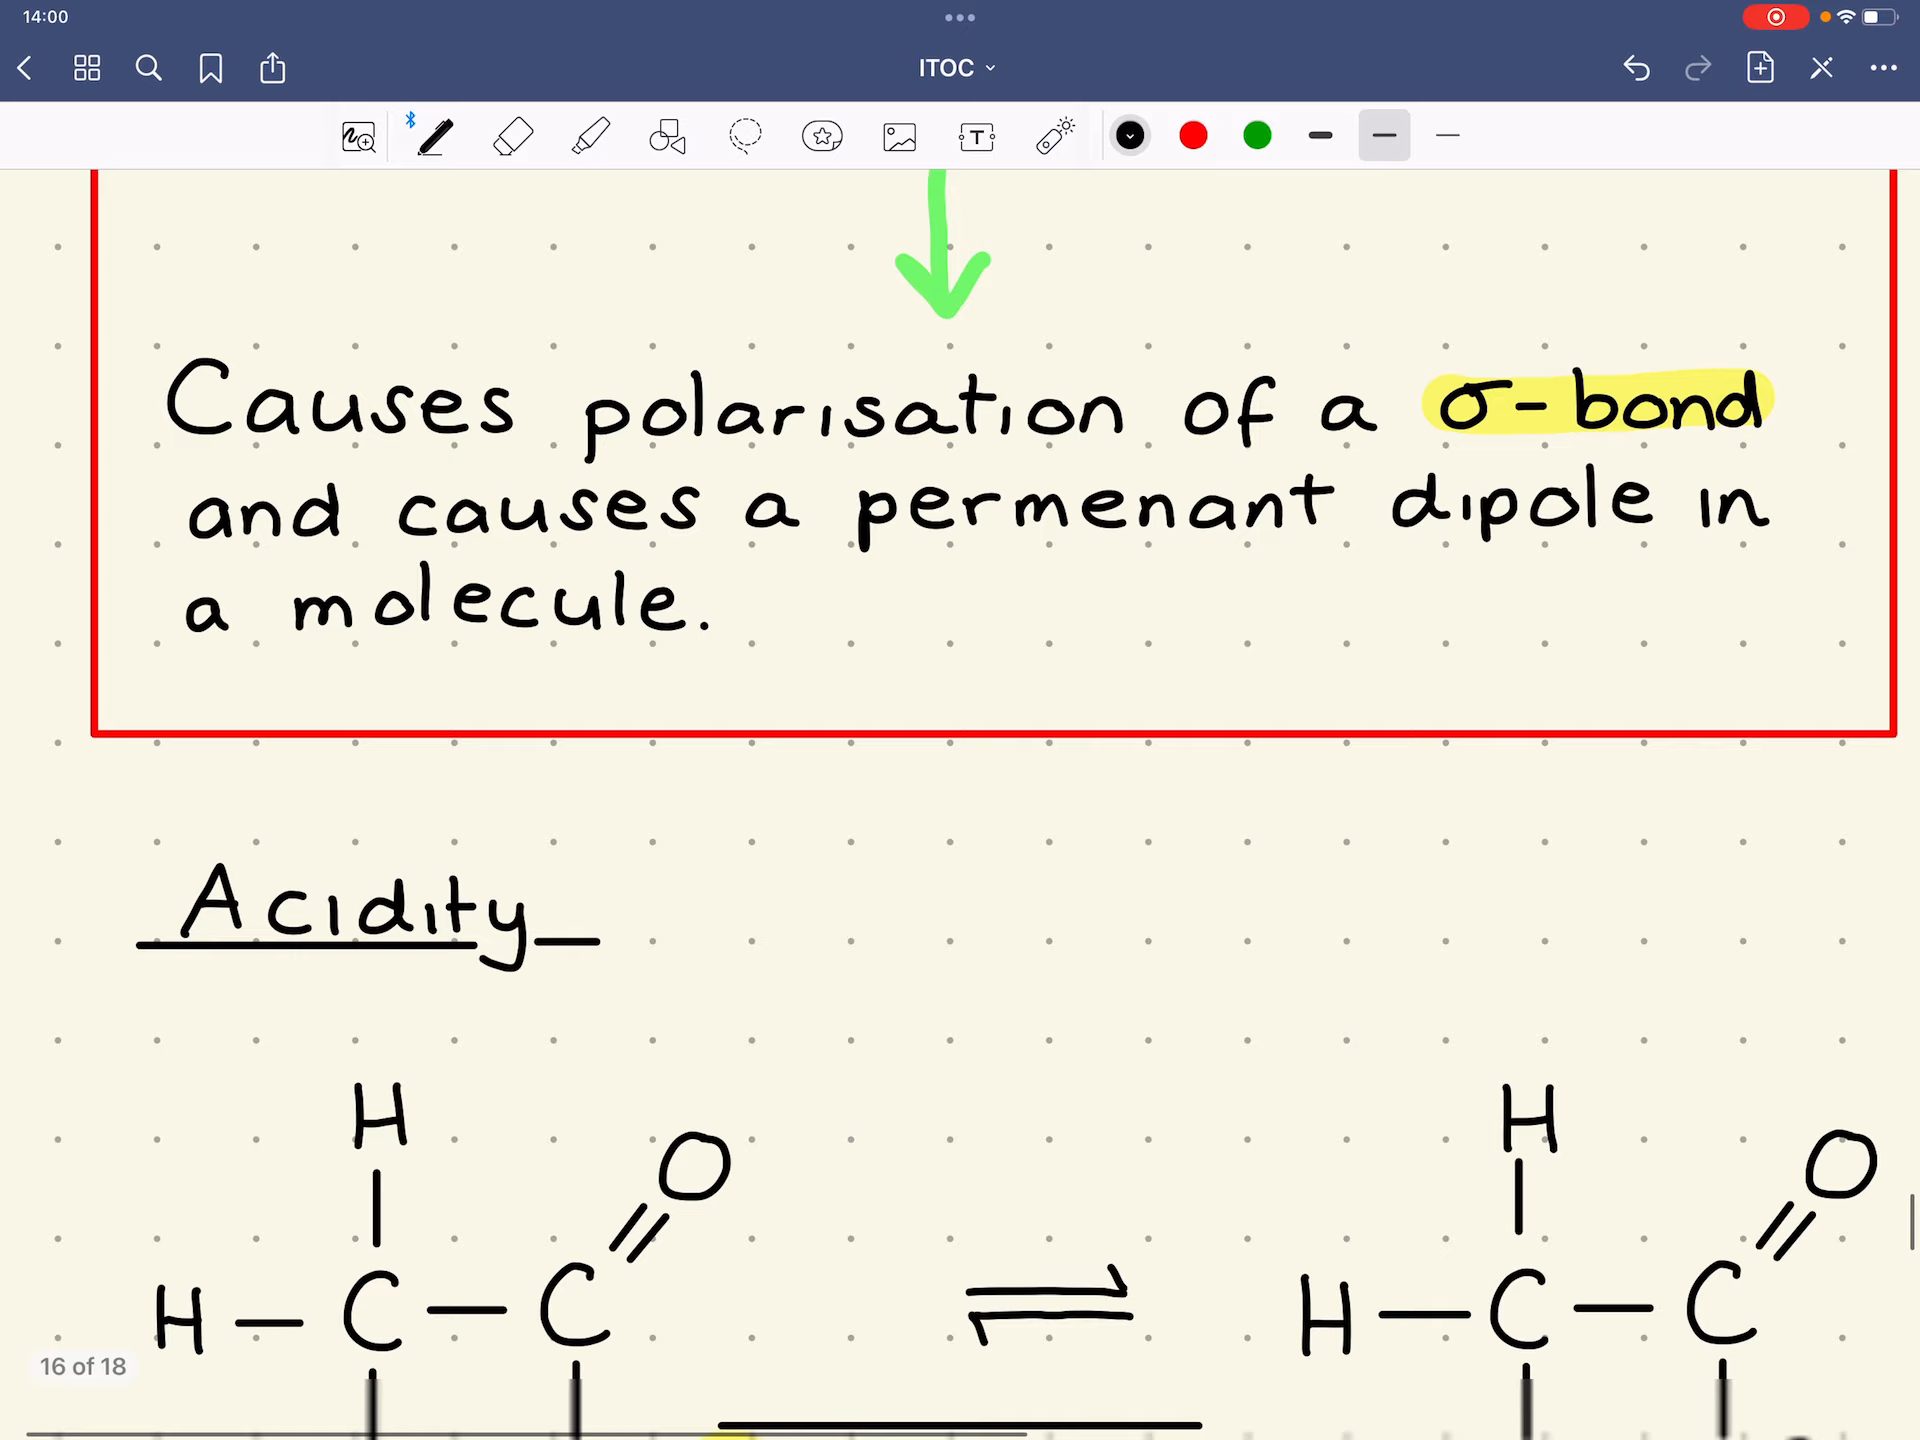 14:00
ITOC
T
Causes polarisation of a σ-bond
and causes a permenant dipole in
a molecule.
Acidity
H H
O O
H — C — C ⇌ H — C — C
16 of 18